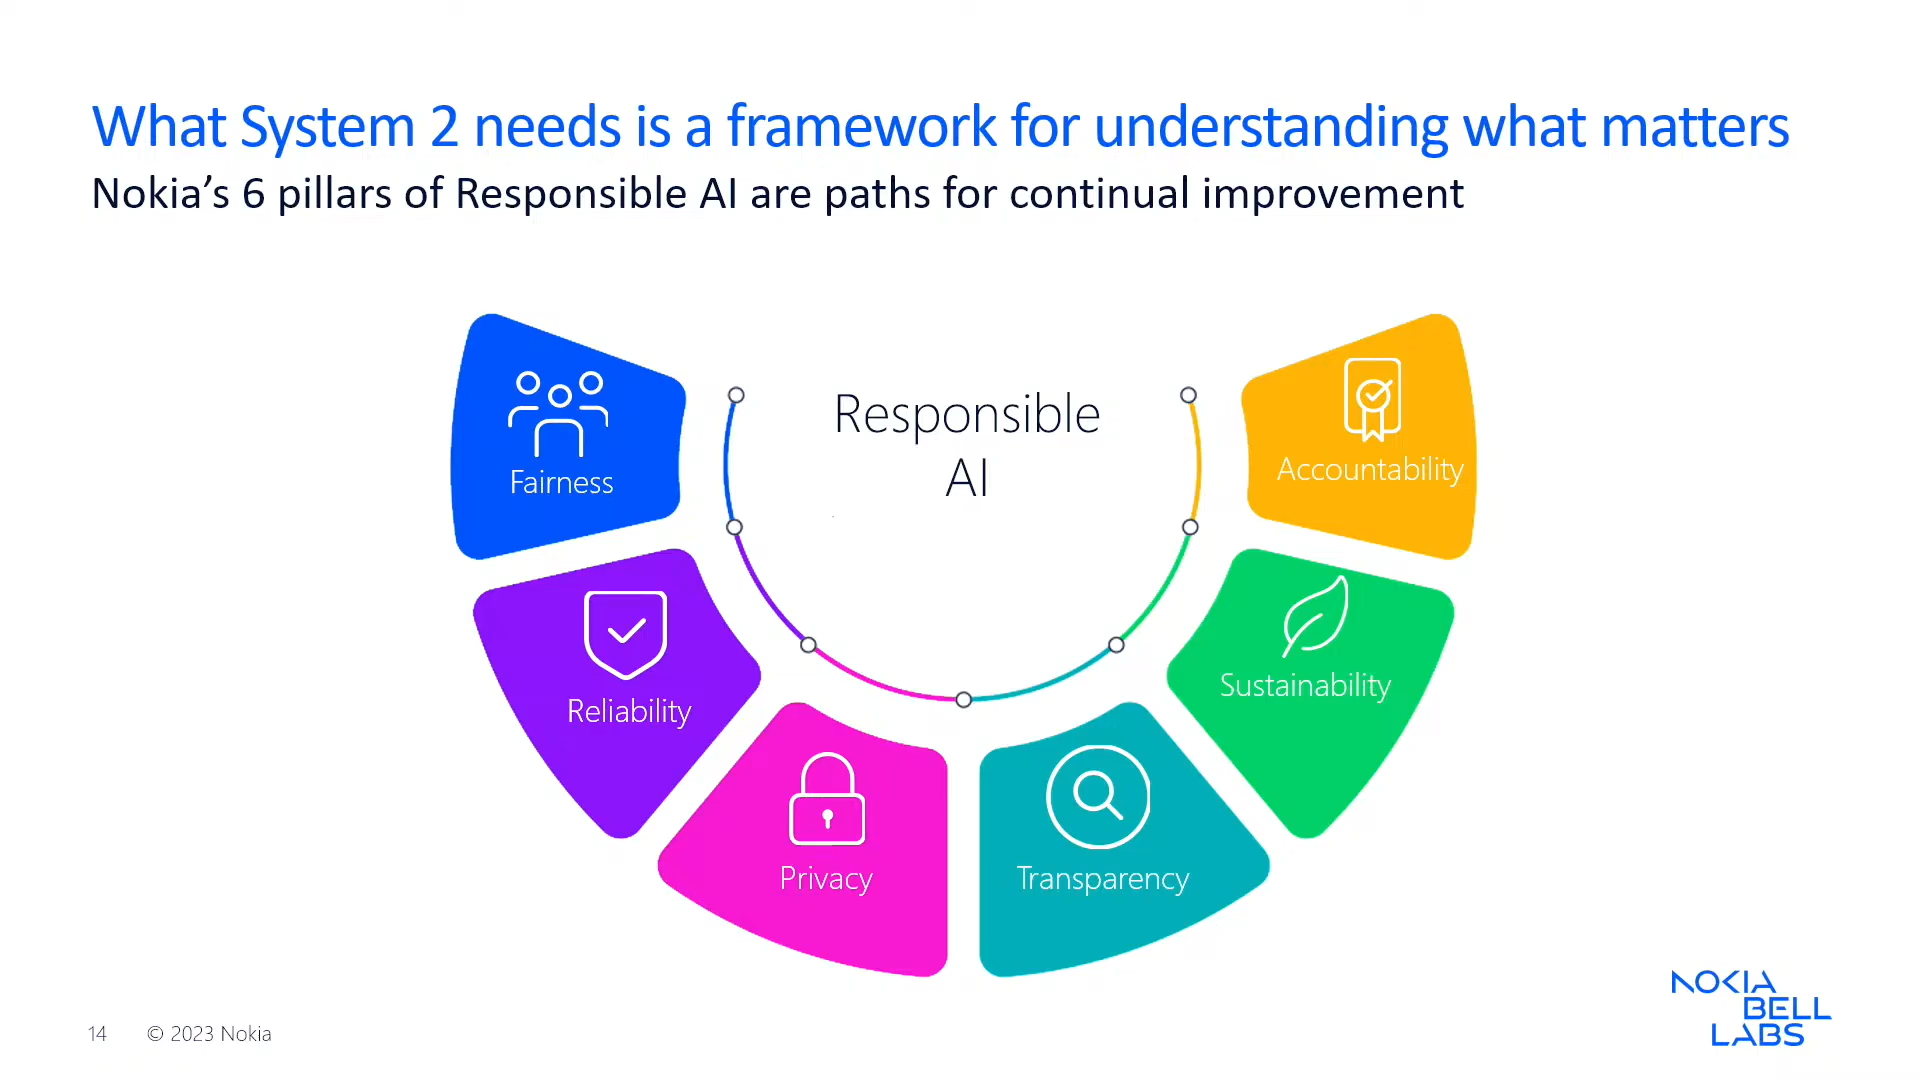 What System 2 needs is a framework for understanding what matters
Nokia’s 6 pillars of Responsible AI are paths for continual improvement
Responsible
AI
Fairness
Reliability
Privacy
Transparency
Sustainability
Accountability
14
© 2023 Nokia
NOKIA
BELL
LABS